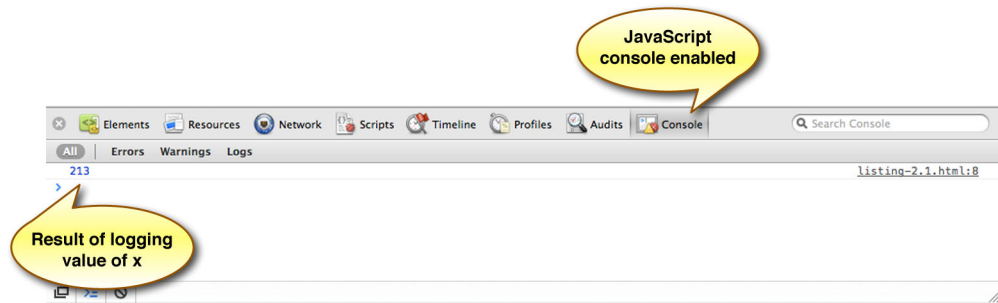 JavaScript
console enabled
Elements Resources Network Scripts Timeline Profiles Audits Console Search Console
All Errors Warnings Logs
213 listing-2.1.html:8
>
Result of logging
value of x